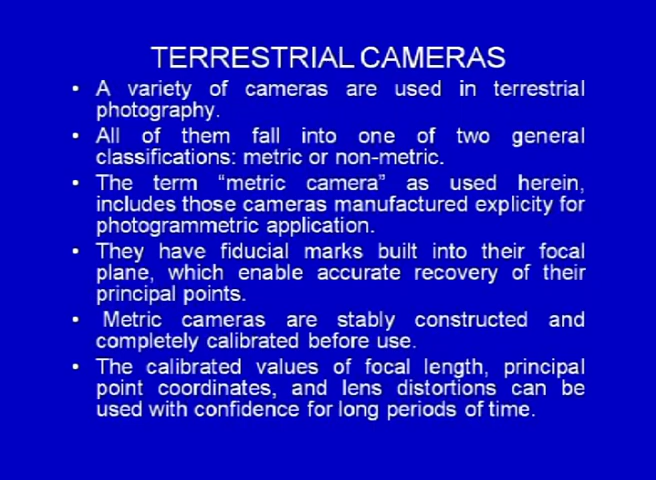 TERRESTRIAL CAMERAS
• A variety of cameras are used in terrestrial
photography.
• All of them fall into one of two general
classifications: metric or non-metric.
• The term “metric camera” as used herein,
includes those cameras manufactured explicity for
photogrammetric application.
• They have fiducial marks built into their focal
plane, which enable accurate recovery of their
principal points.
• Metric cameras are stably constructed and
completely calibrated before use.
• The calibrated values of focal length, principal
point coordinates, and lens distortions can be
used with confidence for long periods of time.